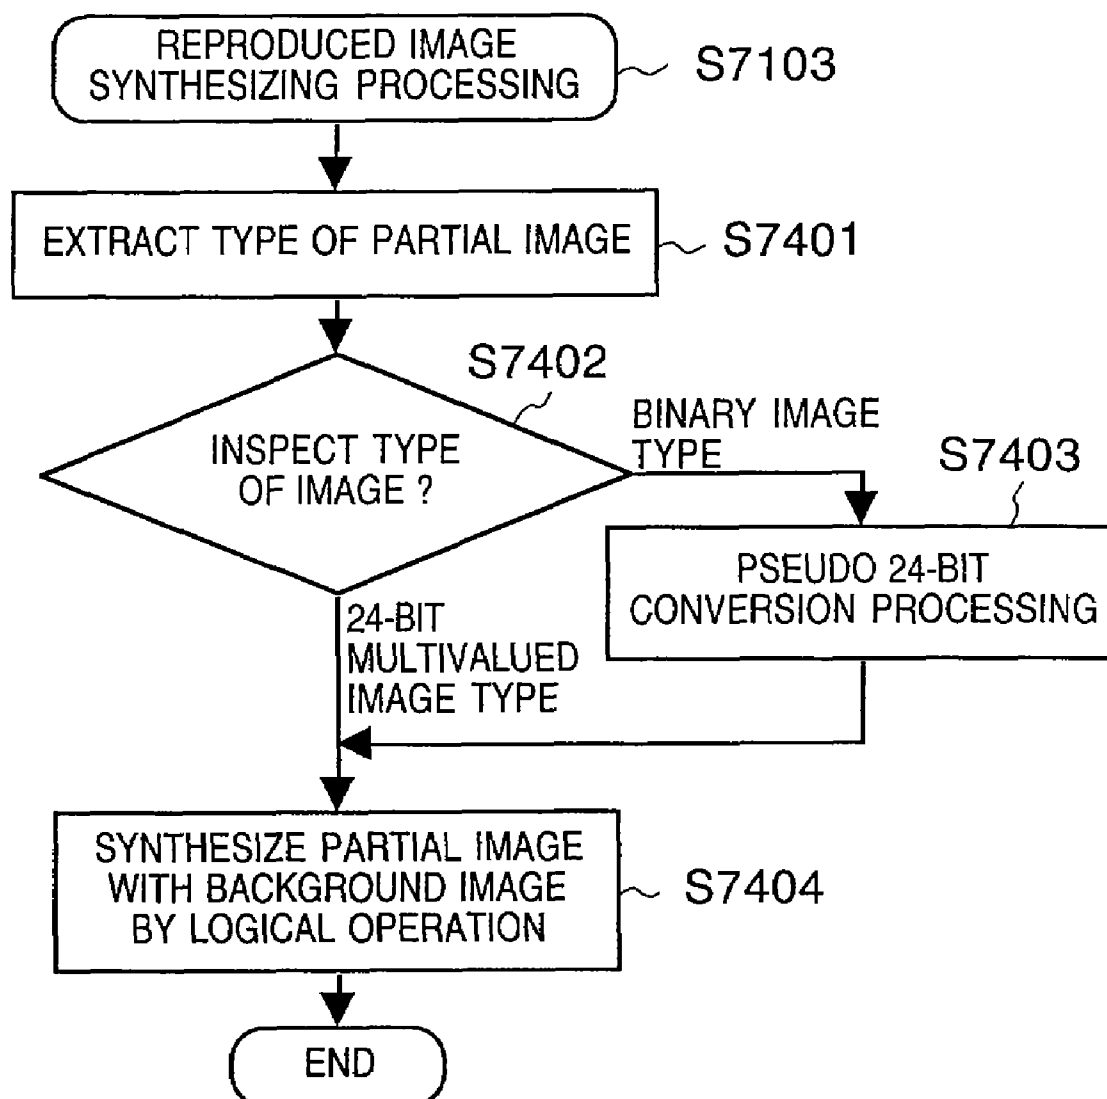 REPRODUCED IMAGE
SYNTHESIZING PROCESSING
S7103
EXTRACT TYPE OF PARTIAL IMAGE
S7401
S7402
INSPECT TYPE
OF IMAGE ?
BINARY IMAGE
TYPE
S7403
PSEUDO 24-BIT
CONVERSION PROCESSING
24-BIT
MULTIVALUED
IMAGE TYPE
SYNTHESIZE PARTIAL IMAGE
WITH BACKGROUND IMAGE
BY LOGICAL OPERATION
S7404
END